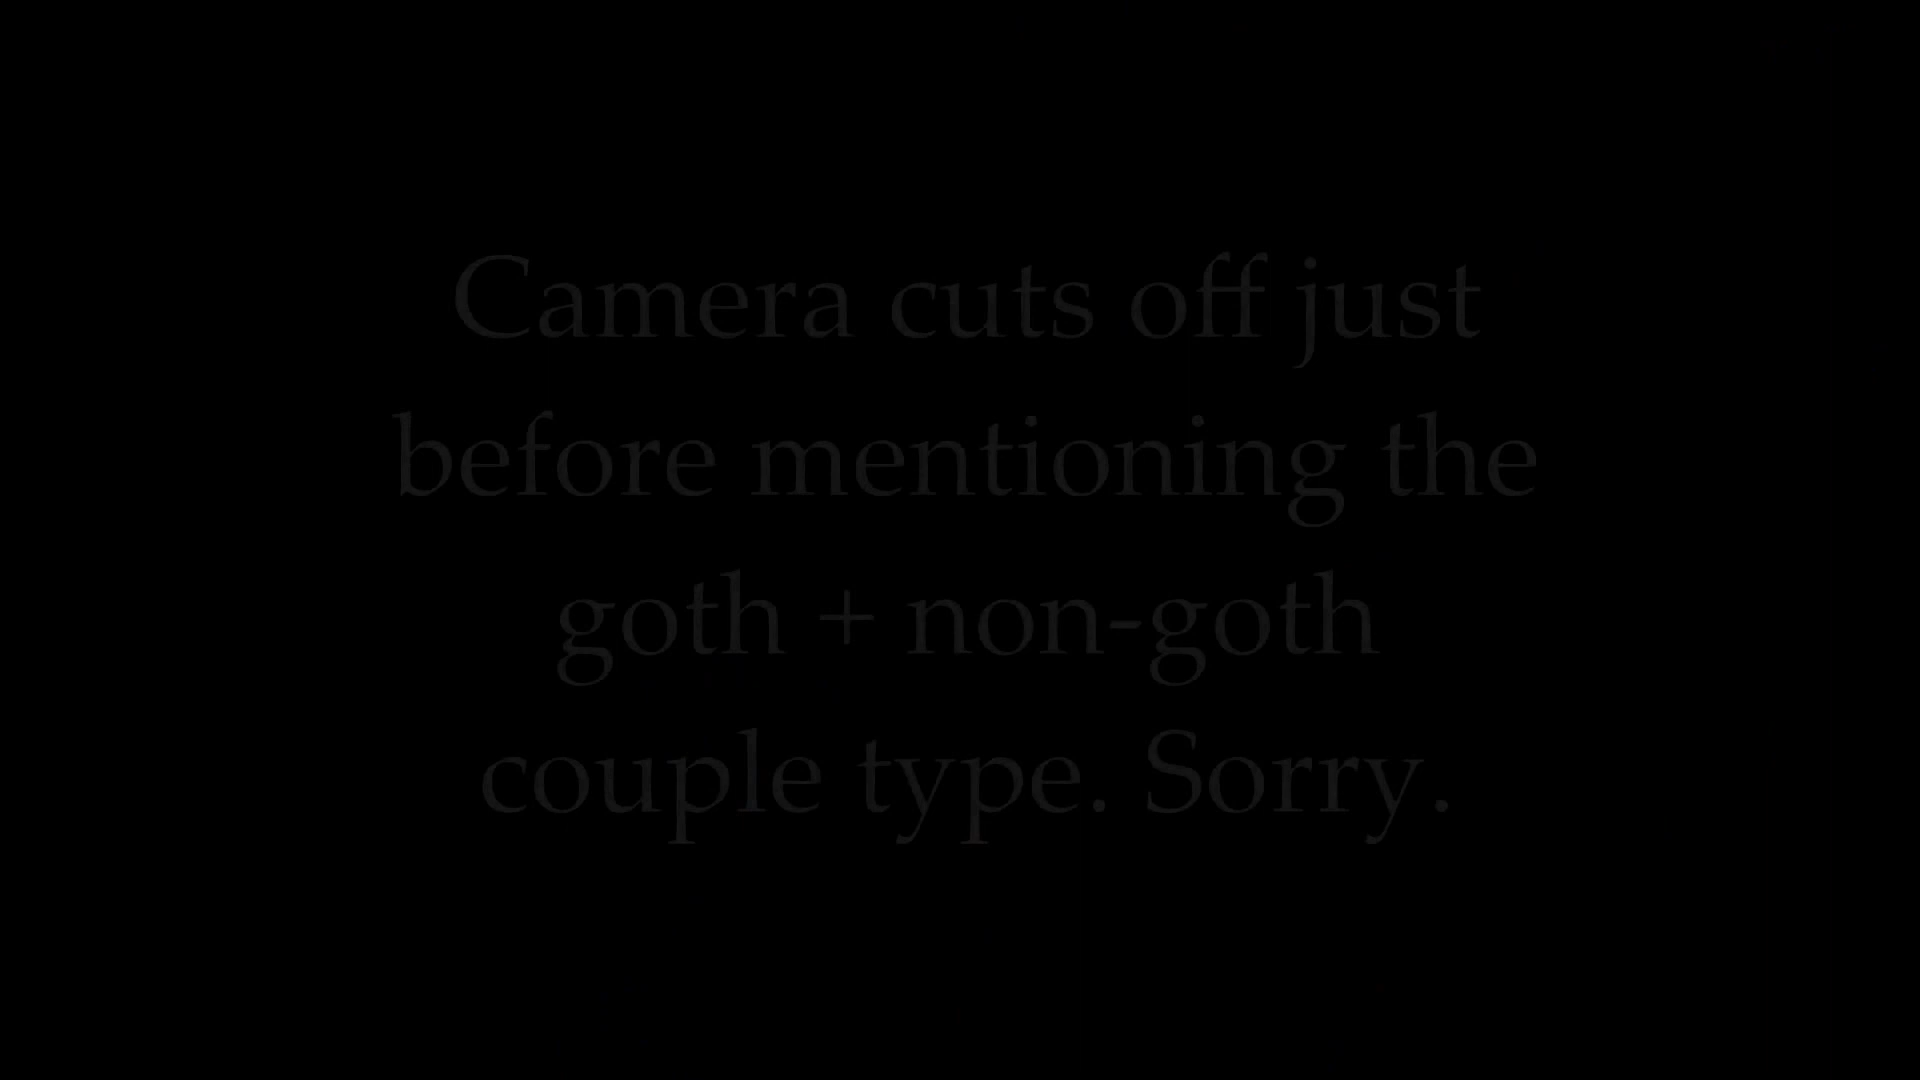 Camera cuts off just
before mentioning the
goth + non-goth
couple type. Sorry.